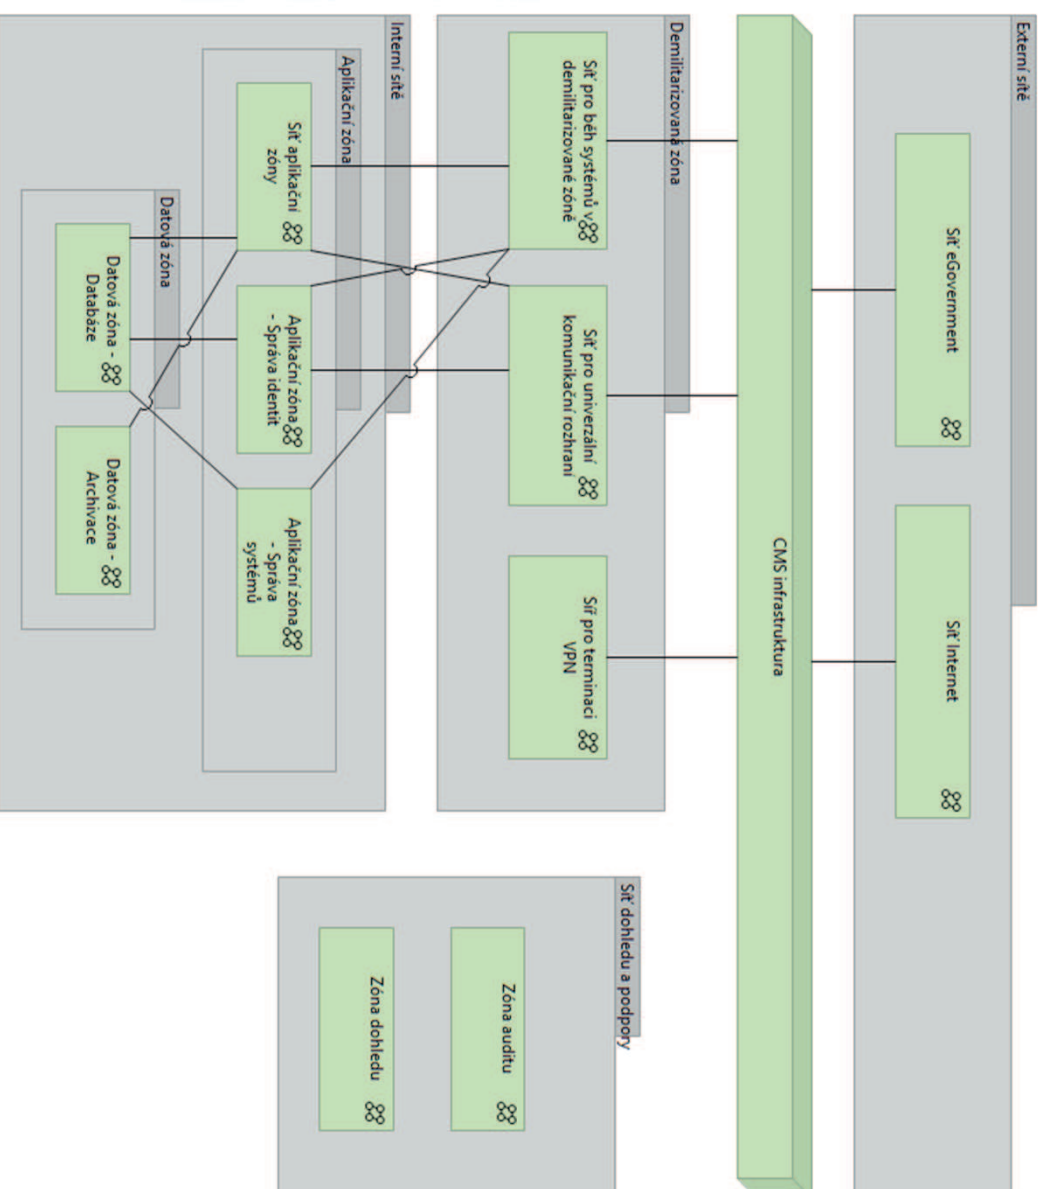 Externí sítě
Síť eGovernment
Síť Internet
CMS infrastruktura
Demilitarizovaná zóna
Síť pro běh systémů v
demilitarizované zóně
Síť pro univerzální
komunikační rozhraní
Síř pro terminaci
VPN
Interní sítě
Aplikační zóna
Síť aplikační
zóny
Aplikační zóna
- Správa identit
Aplikační zóna
- Správa
systémů
Datová zóna
Datová zóna -
Databáze
Datová zóna -
Archivace
Síť dohledu a podpory
Zóna auditu
Zóna dohledu